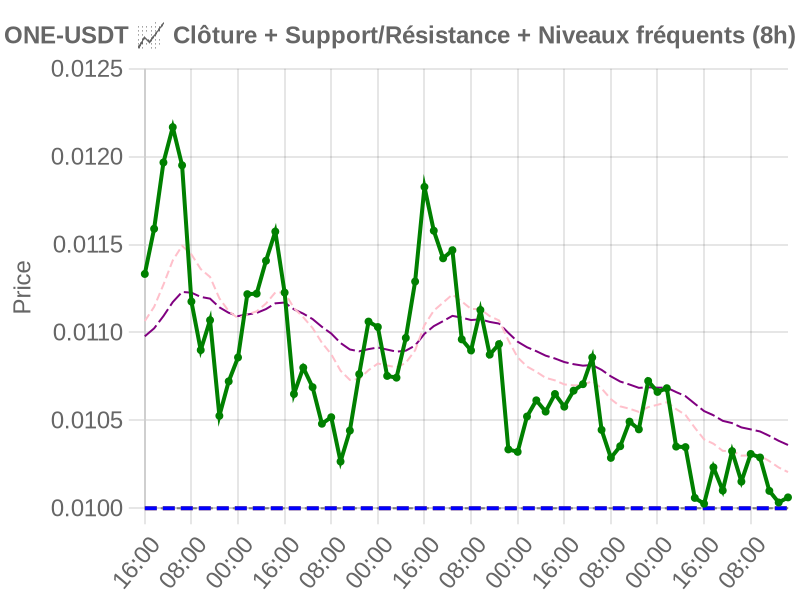 ONE-USDT 📈 Clôture + Support/Résistance + Niveaux fréquents (8h)
0.0125
0.0120
0.0115
0.0110
0.0105
0.0100
Price
16:00 08:00 00:00 16:00 08:00 00:00 16:00 08:00 00:00 16:00 08:00 00:00 16:00 08:00